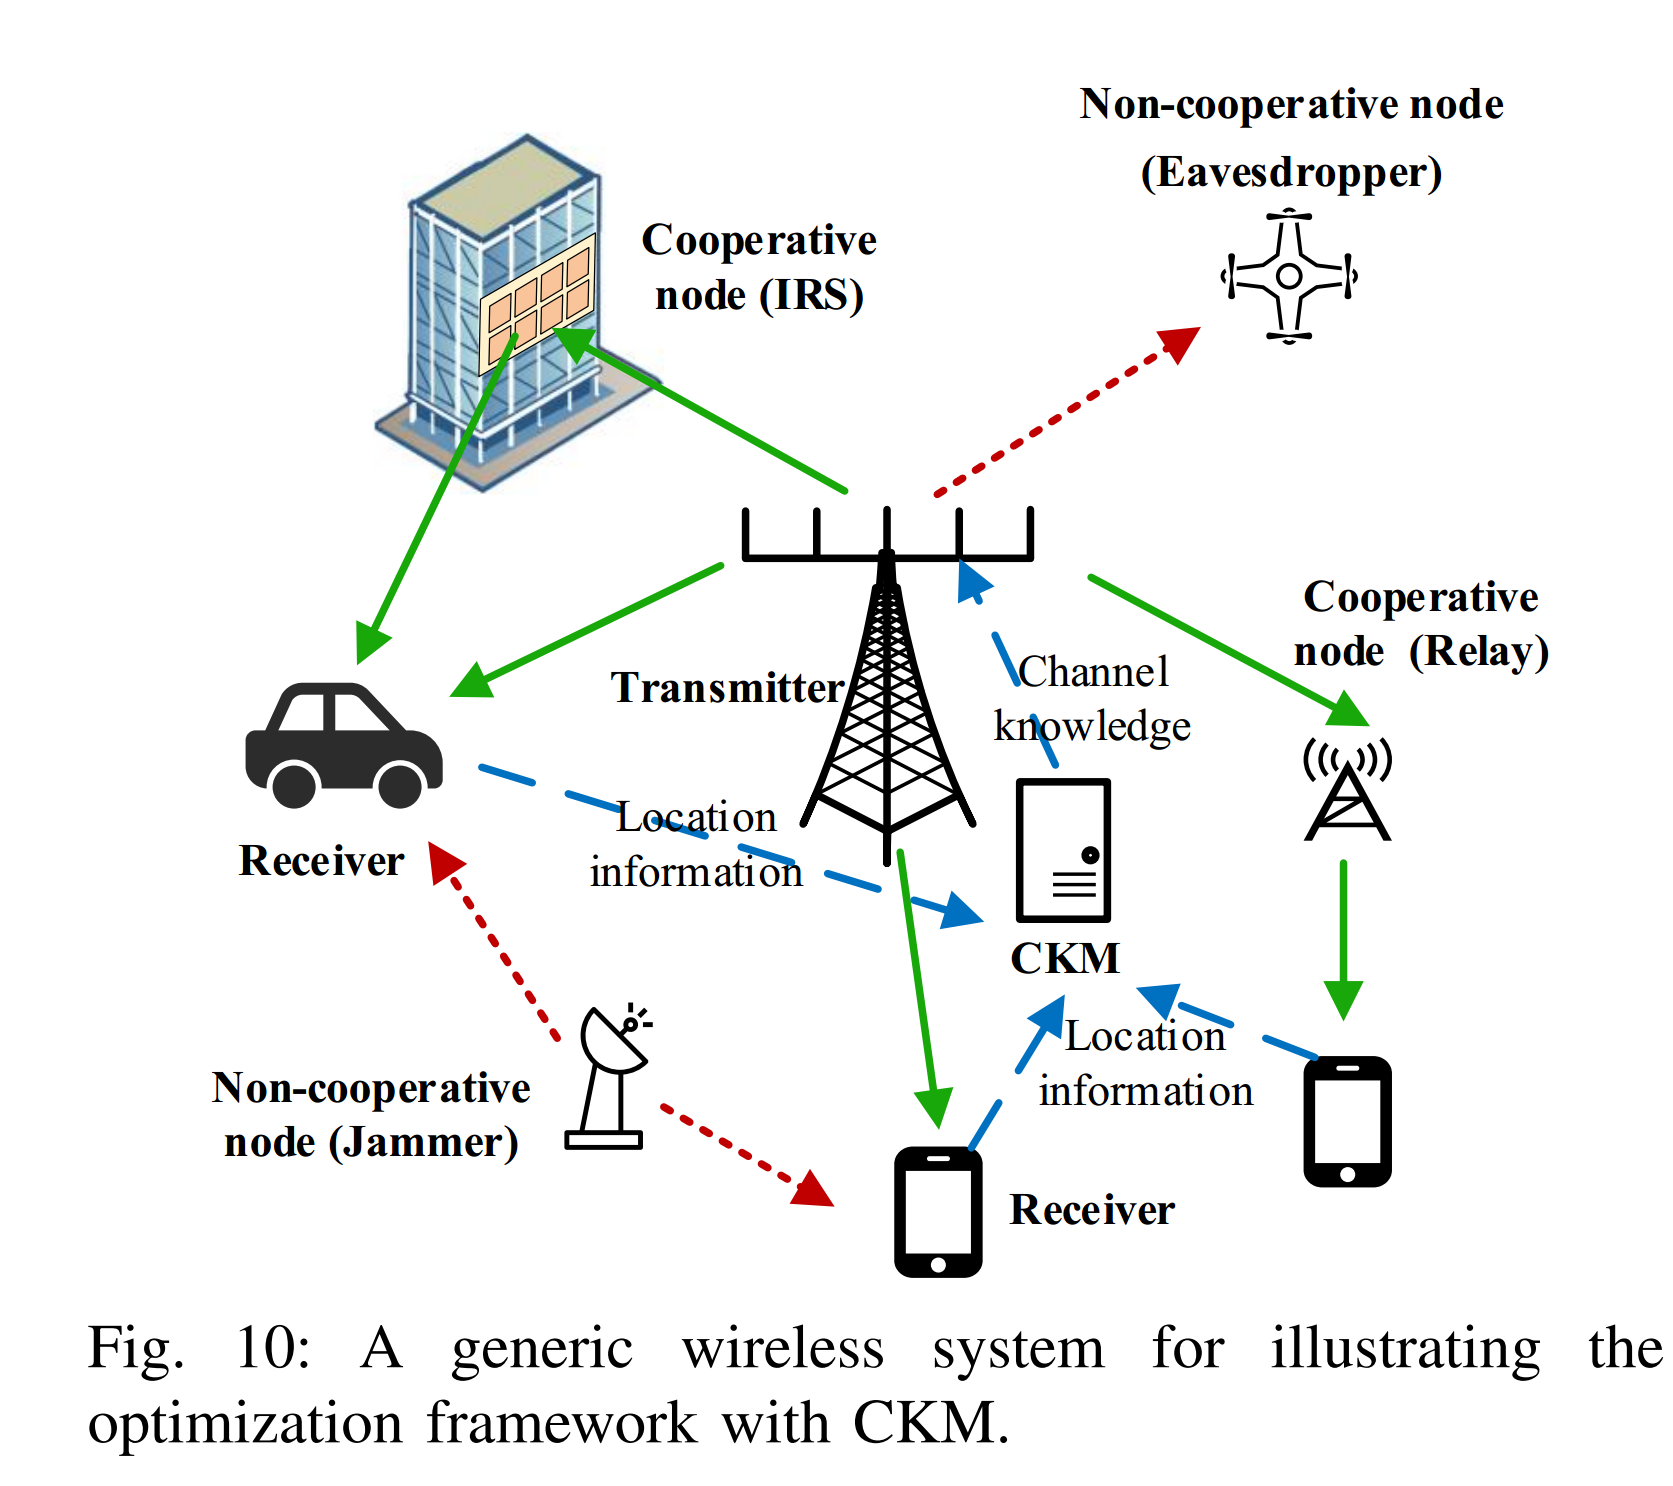 Non-cooperative node
(Eavesdropper)
Cooperative
node (IRS)
Cooperative
node (Relay)
Transmitter
Channel
knowledge
Location
information
Receiver
CKM
Location
information
Non-cooperative
node (Jammer)
Receiver
Fig. 10: A generic wireless system for illustrating the
optimization framework with CKM.